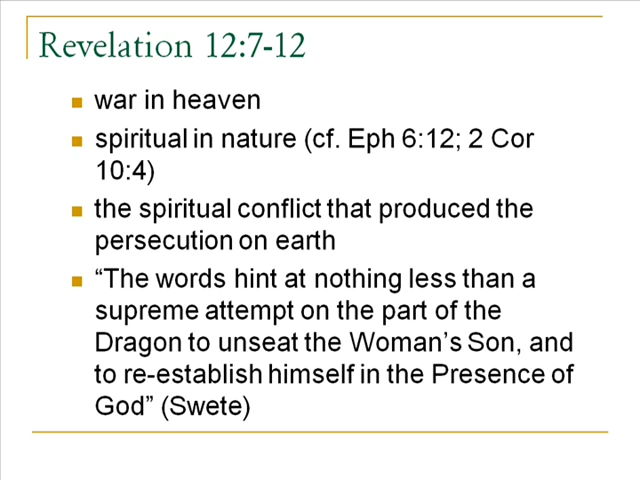 Revelation 12:7-12
war in heaven
spiritual in nature (cf. Eph 6:12; 2 Cor
10:4)
the spiritual conflict that produced the
persecution on earth
“The words hint at nothing less than a
supreme attempt on the part of the
Dragon to unseat the Woman’s Son, and
to re-establish himself in the Presence of
God” (Swete)